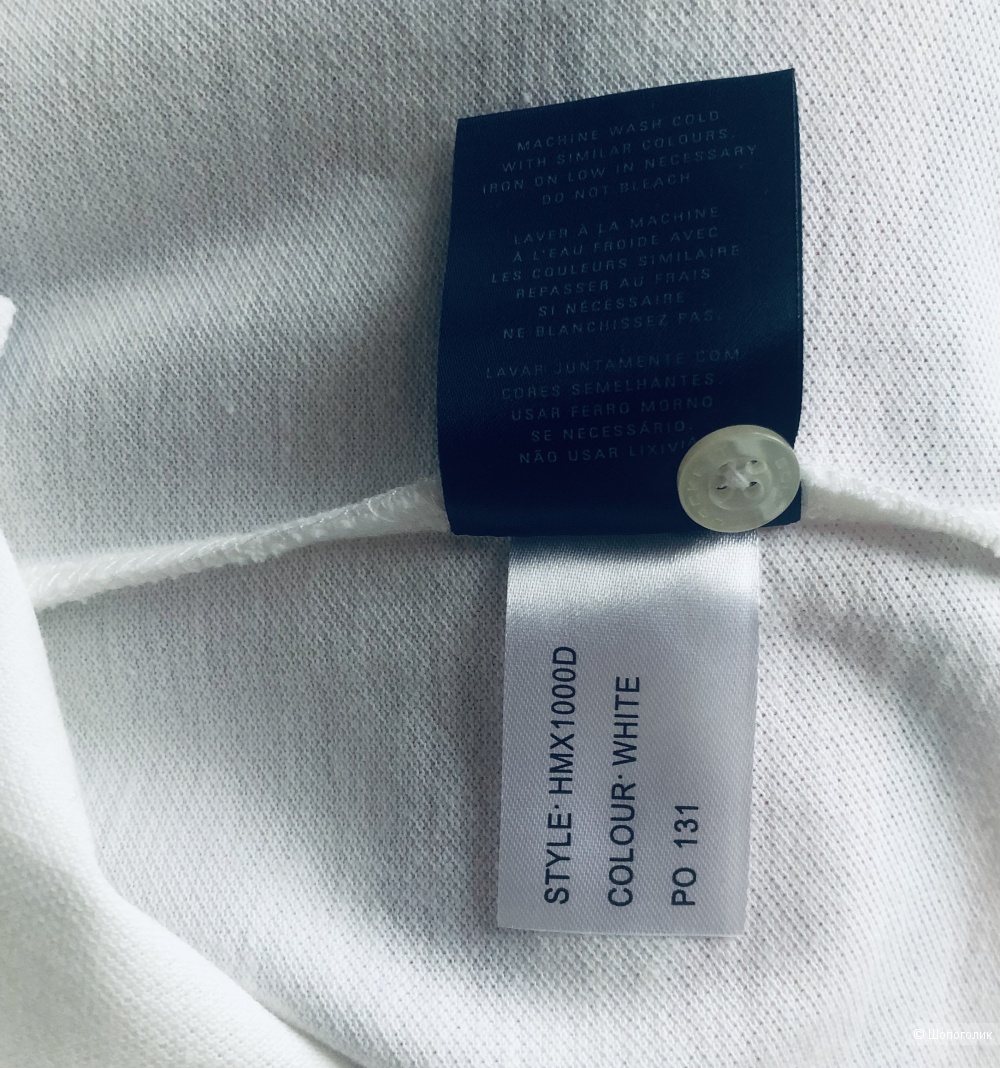 MACHINE WASH COLD
WITH SIMILAR COLOURS.
IRON ON LOW IN NECESSARY
DO NOT BLEACH
LAVER A LA MACHINE
À L'EAU FROIDE AVEC
LES COULEURS SIMILAIRE
REPASSER AU FRAIS
SI NÉCESSAIRE
NE BLANCHISSEZ PAS.
LAVAR JUNTAMENTE COM
CORES SEMELHANTES.
USAR FERRO MORNO
SE NECESSÁRIO.
NÃO USAR LIXIVI
STYLE· HMX1000D
COLOUR· WHITE
PO 131
© Шопоголик